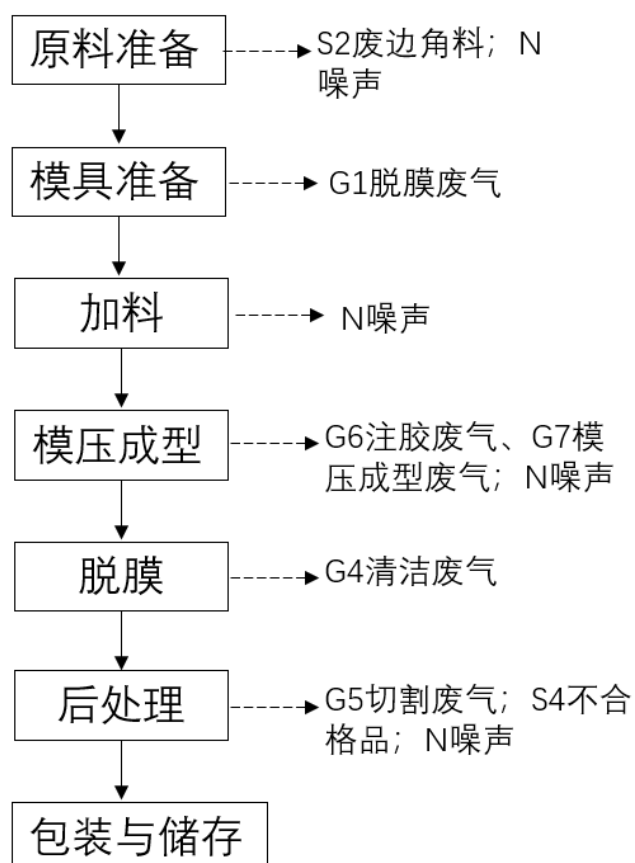 原料准备
S2废边角料；N
噪声
模具准备
G1脱膜废气
加料
N噪声
模压成型
G6注胶废气、G7模
压成型废气；N噪声
脱膜
G4清洁废气
后处理
G5切割废气；S4不合
格品；N噪声
包装与储存